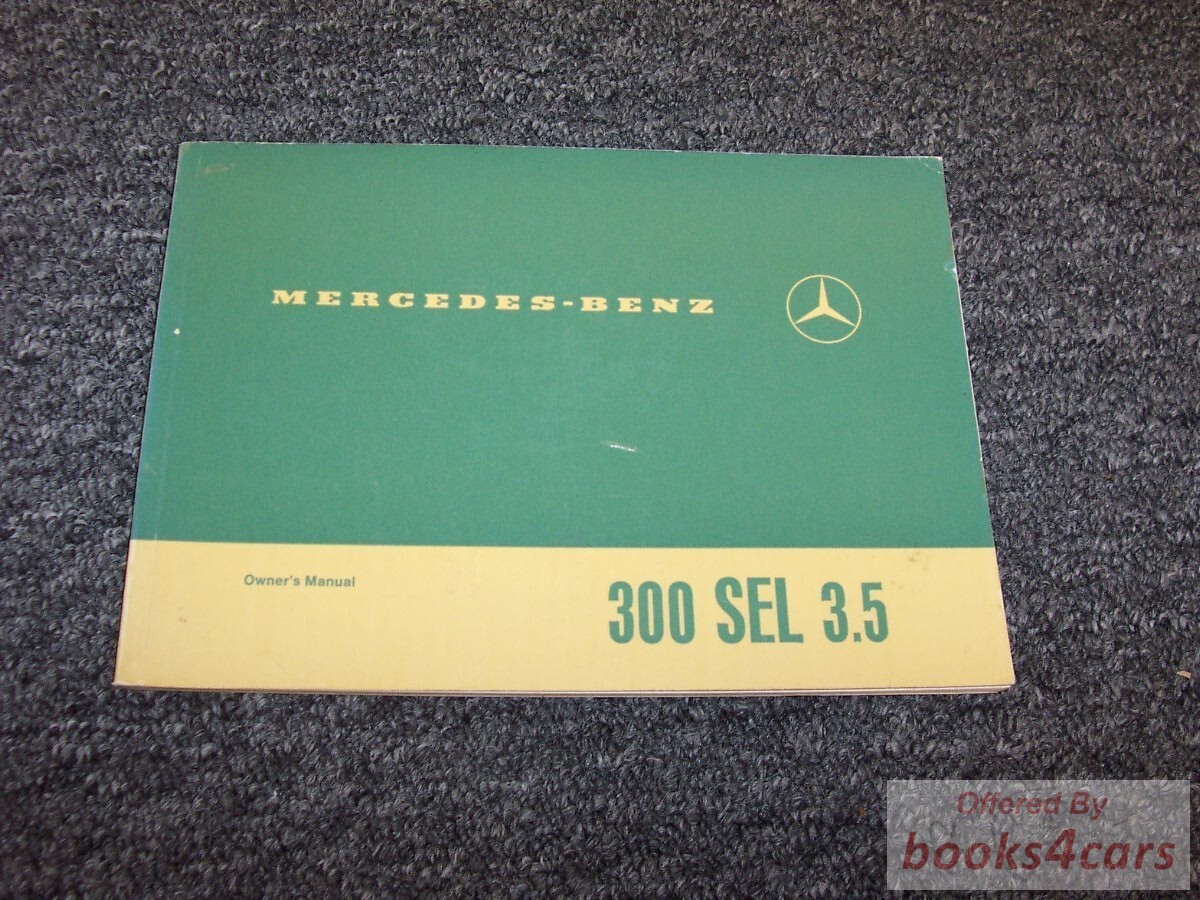 MERCEDES-BENZ
Owner's Manual
300 SEL 3.5
Offered By
books4cars